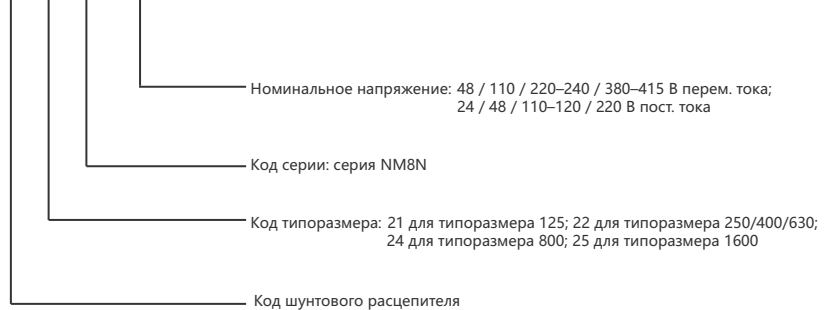 Номинальное напряжение: 48 / 110 / 220–240 / 380–415 В перем. тока;
24 / 48 / 110–120 / 220 В пост. тока
Код серии: серия NM8N
Код типоразмера: 21 для типоразмера 125; 22 для типоразмера 250/400/630;
24 для типоразмера 800; 25 для типоразмера 1600
Код шунтового расцепителя